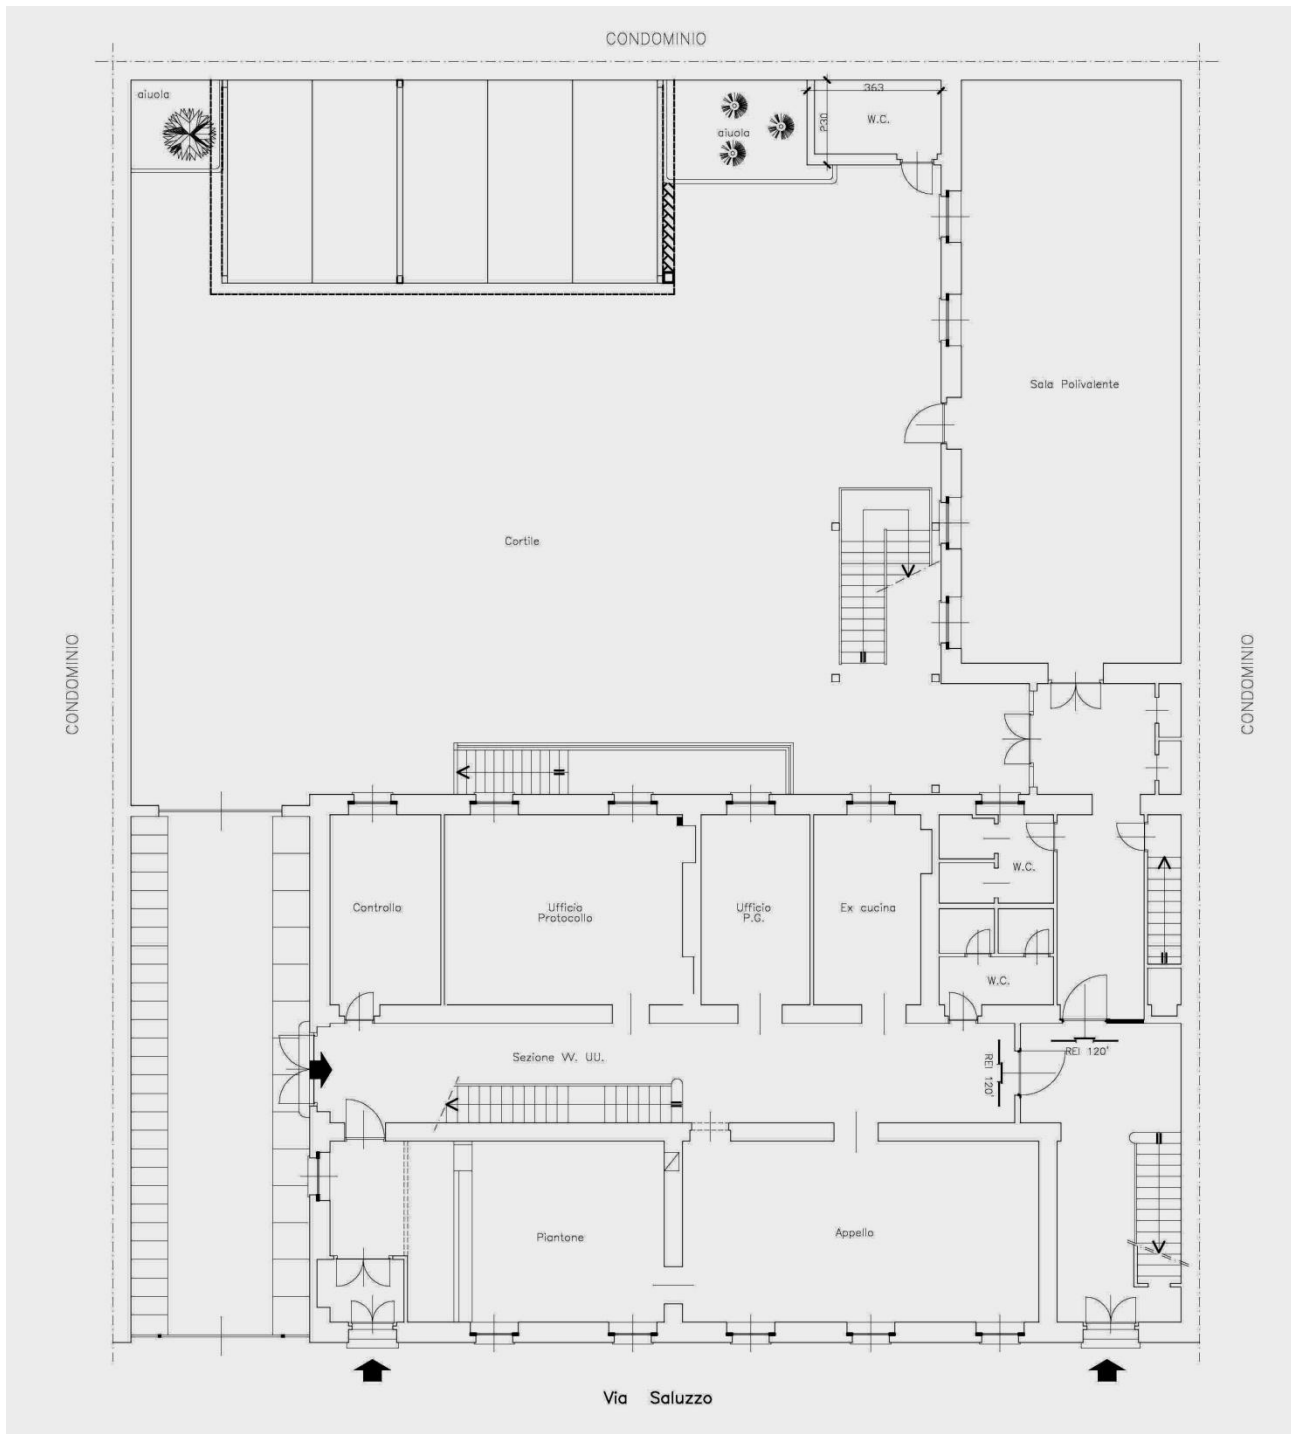 CONDOMINIO
aiuola
363
230
W.C.
aiuola
Sala Polivalente
Cortile
CONDOMINIO
CONDOMINIO
Controllo
Ufficio
Protocollo
Ufficio
P.G.
Ex cucina
W.C.
W.C.
Sezione VV. UU.
REI 120'
REI 120'
Piantone
Appello
Via Saluzzo